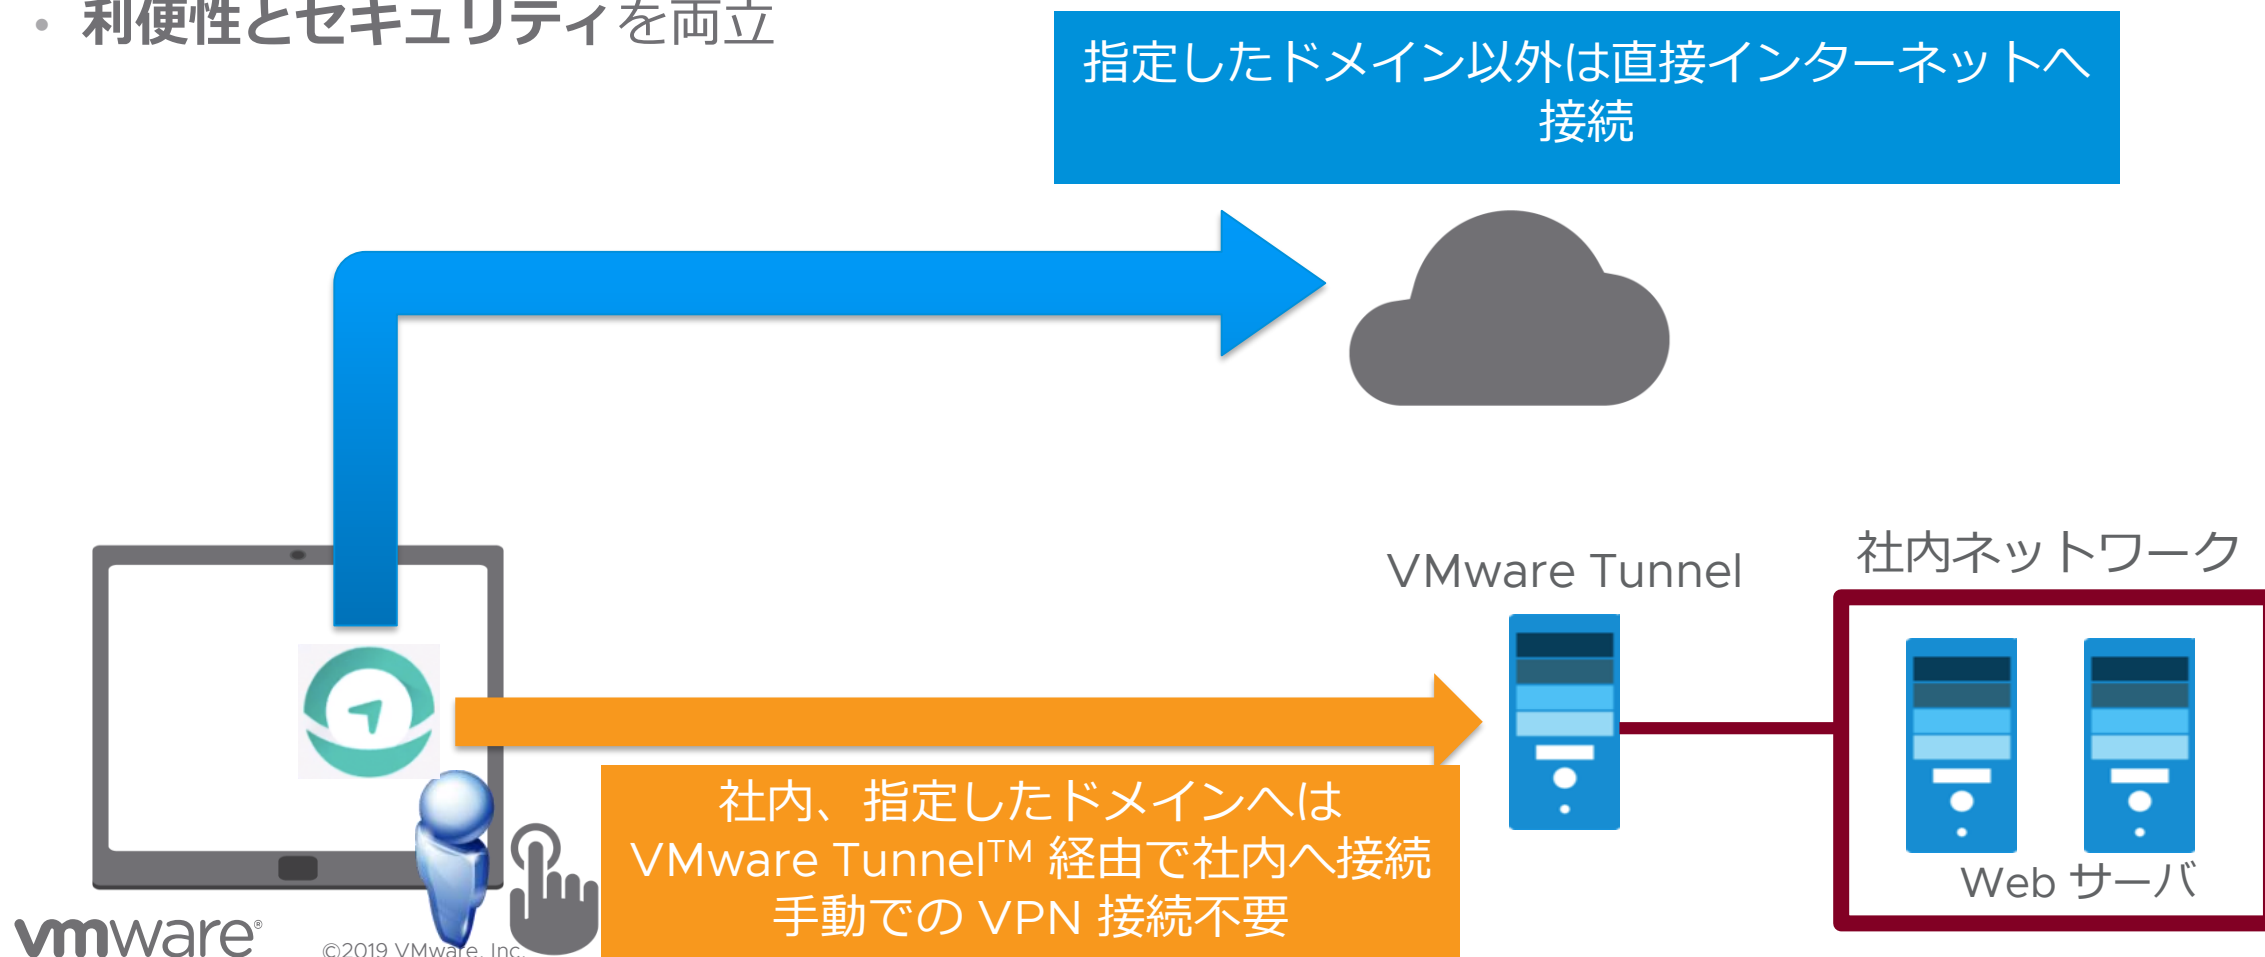 • 利便性とセキュリティを両立
指定したドメイン以外は直接インターネットへ
接続
VMware Tunnel
社内ネットワーク
社内、指定したドメインへは
VMware Tunnel™ 経由で社内へ接続
手動での VPN 接続不要
Web サーバ
vmware®
©2019 VMware, Inc.